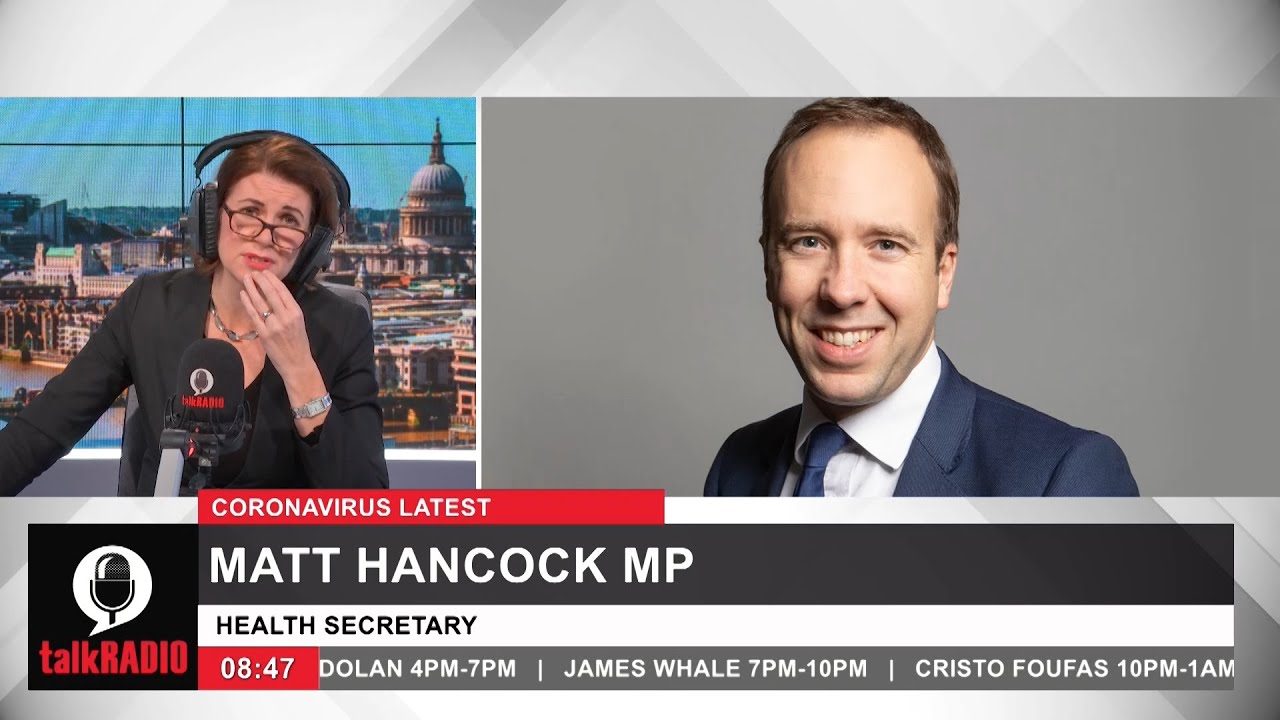 talkRADIO
CORONAVIRUS LATEST
MATT HANCOCK MP
HEALTH SECRETARY
talkRADIO
08:47 DOLAN 4PM-7PM | JAMES WHALE 7PM-10PM | CRISTO FOUFAS 10PM-1AM